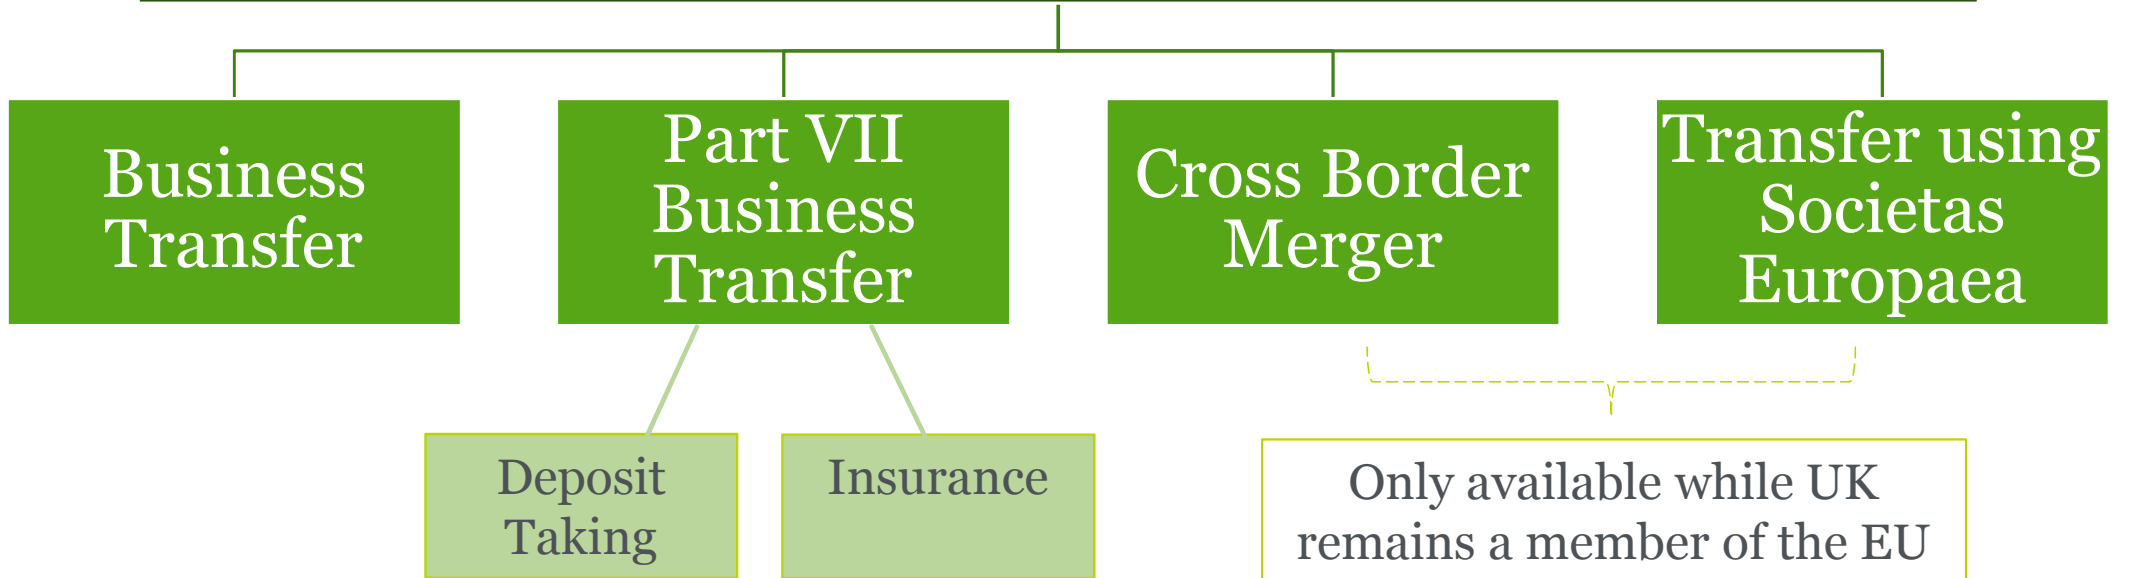 Business
Transfer
Part VII
Business
Transfer
Cross Border
Merger
Transfer using
Societas
Europaea
Deposit
Taking
Insurance
Only available while UK
remains a member of the EU